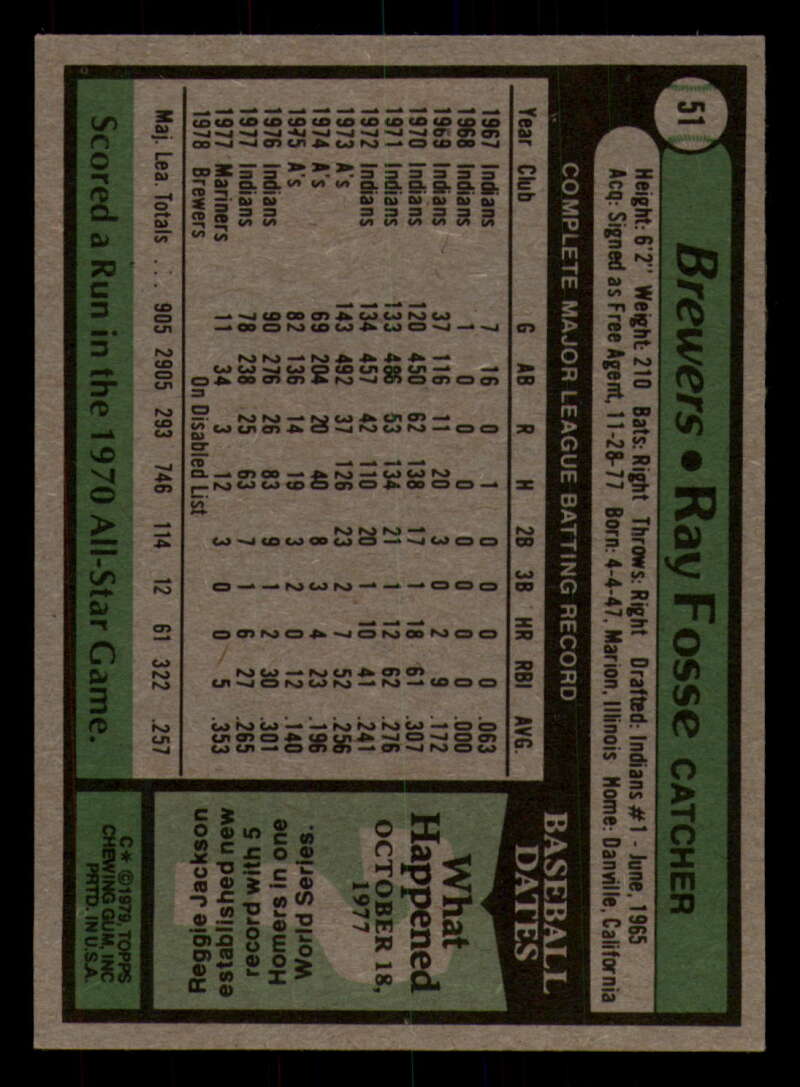 51
Brewers • Ray Fosse CATCHER
Height: 6'2" Weight: 210 Bats: Right Throws: Right Drafted: Indians #1 - June, 1965
Acq: Signed as Free Agent, 11-28-77 Born: 4-4-47, Marion, Illinois Home: Danville, California
COMPLETE MAJOR LEAGUE BATTING RECORD
Year Club G AB R H 2B 3B HR RBI AVG.
1967 Indians 7 16 0 1 0 0 0 0 .063
1968 Indians 1 0 0 0 0 0 0 0 .000
1969 Indians 37 116 11 20 3 0 2 9 .172
1970 Indians 120 450 62 138 17 1 18 61 .307
1971 Indians 133 486 53 134 21 1 12 62 .276
1972 Indians 134 457 42 110 20 1 10 41 .241
1973 A's 143 492 37 126 23 2 7 52 .256
1974 A's 69 204 20 40 8 3 4 23 .196
1975 A's 82 136 14 19 3 2 0 12 .140
1976 Indians 90 276 26 83 9 1 2 30 .301
1977 Indians 78 238 25 63 7 1 6 27 .265
1977 Mariners 11 34 3 12 3 0 0 5 .353
1978 Brewers On Disabled List
Maj. Lea. Totals . . . 905 2905 293 746 114 12 61 322 .257
Scored a Run in the 1970 All-Star Game.
BASEBALL
DATES
What
Happened
OCTOBER 18,
1977
Reggie Jackson
established new
record with 5
Homers in one
World Series.
C* ©1979, TOPPS
CHEWING GUM, INC
PRTD. IN U.S.A.